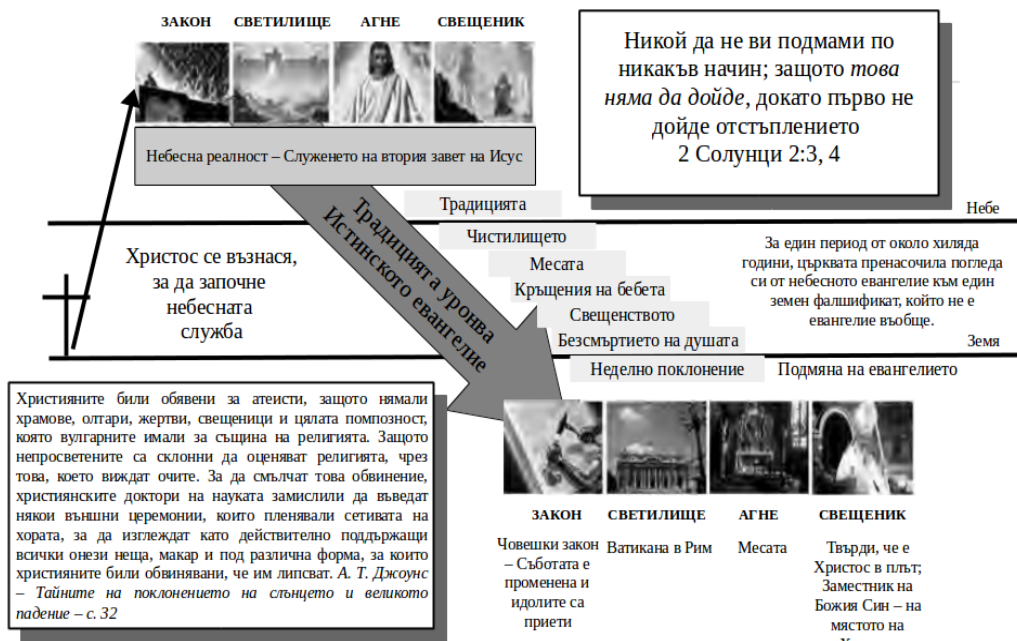 ЗАКОН СВЕТИЛИЩЕ АГНЕ СВЕЩЕНИК
Небесна реалност – Служенето на втория завет на Исус
Никой да не ви подмами по
никакъв начин; защото това
няма да дойде, докато първо не
дойде отстъплението
2 Солунци 2:3, 4
Традицията уронва
Истинското евангелие
Традицията
Чистилището
Месата
Кръщения на бебета
Свещенството
Безсмъртието на душата
Неделно поклонение
Небе
Христос се възнася,
за да започне
небесната
служба
За един период от около хиляда
години, църквата пренасочила погледа
си от небесното евангелие към един
земен фалшификат, който не е
евангелие въобще.
Земя
Подмяна на евангелието
Християните били обявени за атеисти, защото нямали
храмове, олтари, жертви, свещеници и цялата помпозност,
която вулгарните имали за същина на религията. Защото
непросветените са склонни да оценяват религията, чрез
това, което виждат очите. За да смълчат това обвинение,
християнските доктори на науката замислили да въведат
някои външни церемонии, които пленявали сетивата на
хората, за да изглеждат като действително поддържащи
всички онези неща, макар и под различна форма, за които
християните били обвинявани, че им липсват. А. Т. Джоунс
– Тайните на поклонението на слънцето и великото
падение – с. 32
ЗАКОН СВЕТИЛИЩЕ АГНЕ СВЕЩЕНИК
Човешки закон
– Съботата е
променена и
идолите са
приети
Ватикана в Рим
Месата
Твърди, че е
Христос в плът;
Заместник на
Божия Син – на
мястото на